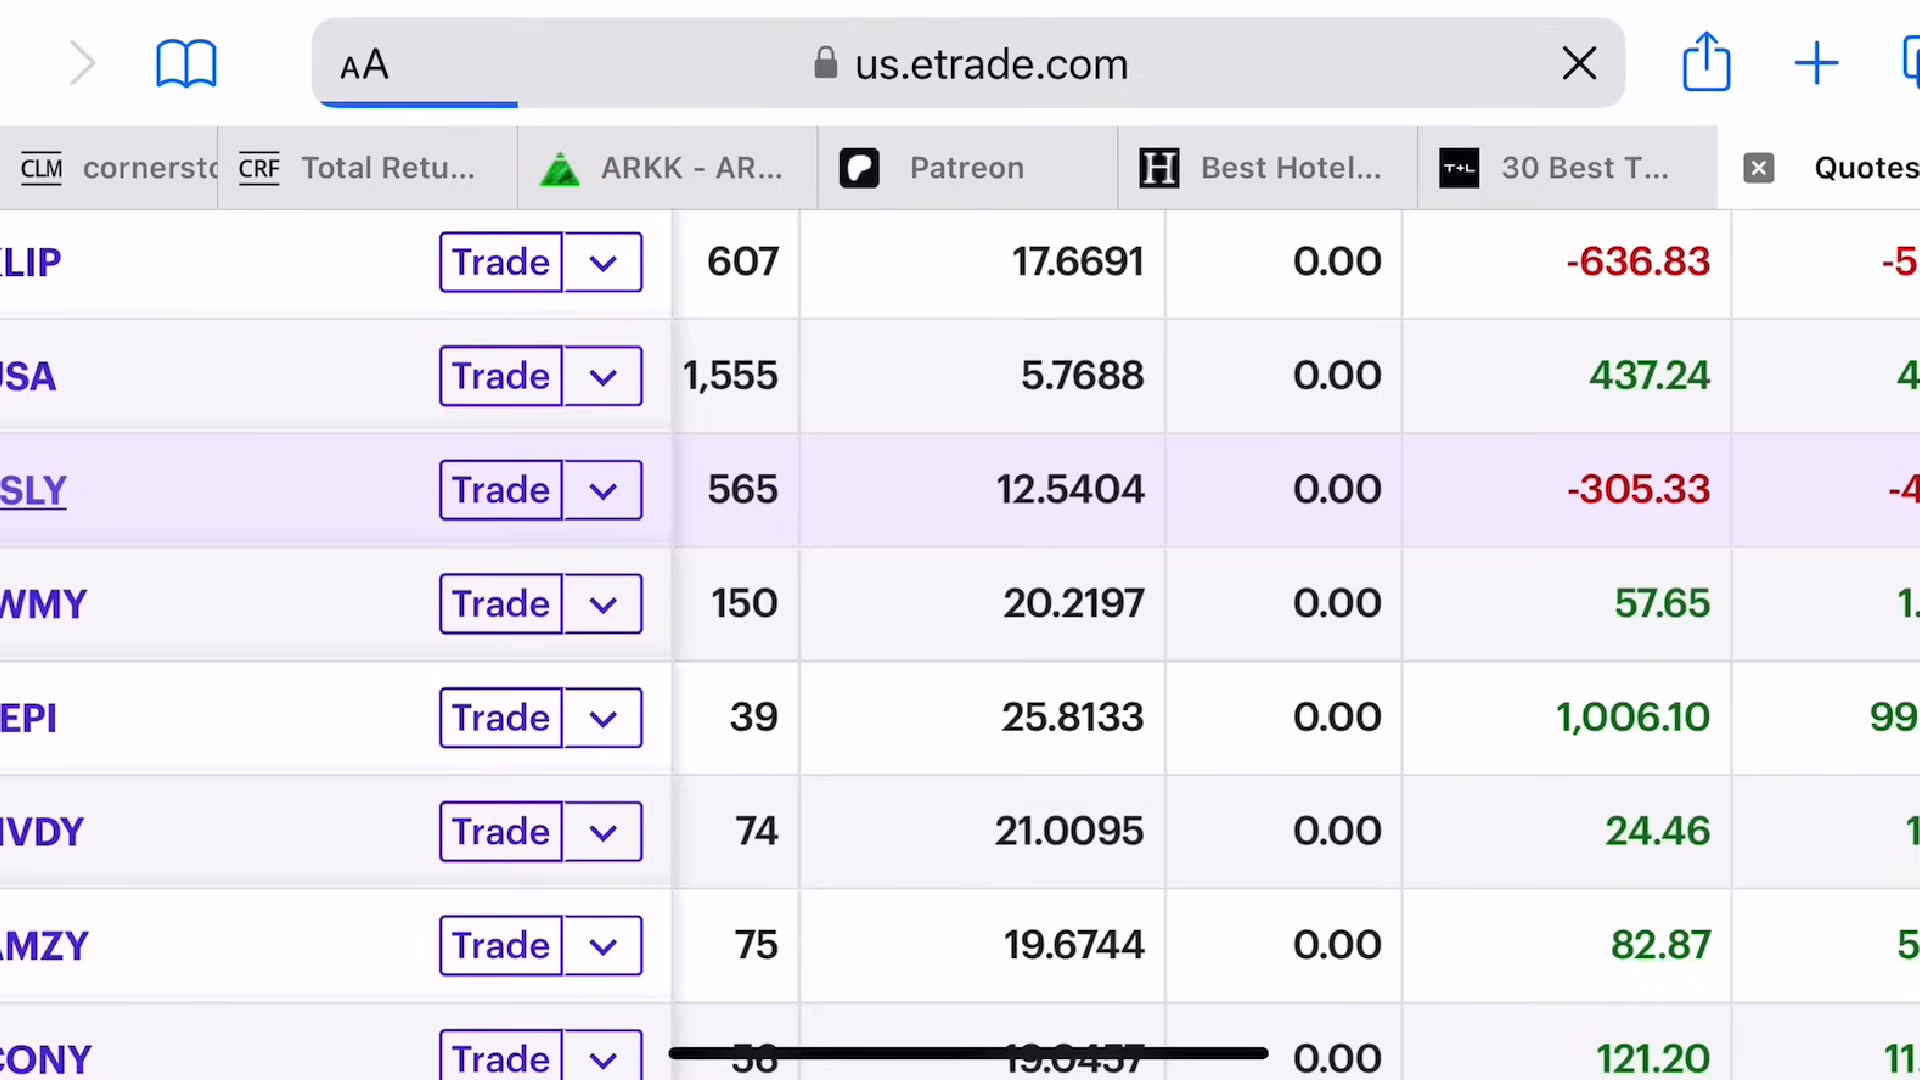 AA us.etrade.com
CLM cornersto CRF Total Retu... ARKK - AR... Patreon H Best Hotel... T+L 30 Best T... Quotes
LIP Trade 607 17.6691 0.00 -636.83 -5
USA Trade 1,555 5.7688 0.00 437.24 4
SLY Trade 565 12.5404 0.00 -305.33 -4
WMY Trade 150 20.2197 0.00 57.65 1.
EPI Trade 39 25.8133 0.00 1,006.10 99
VDY Trade 74 21.0095 0.00 24.46 1
AMZY Trade 75 19.6744 0.00 82.87 5
CONY Trade 0.00 121.20 11